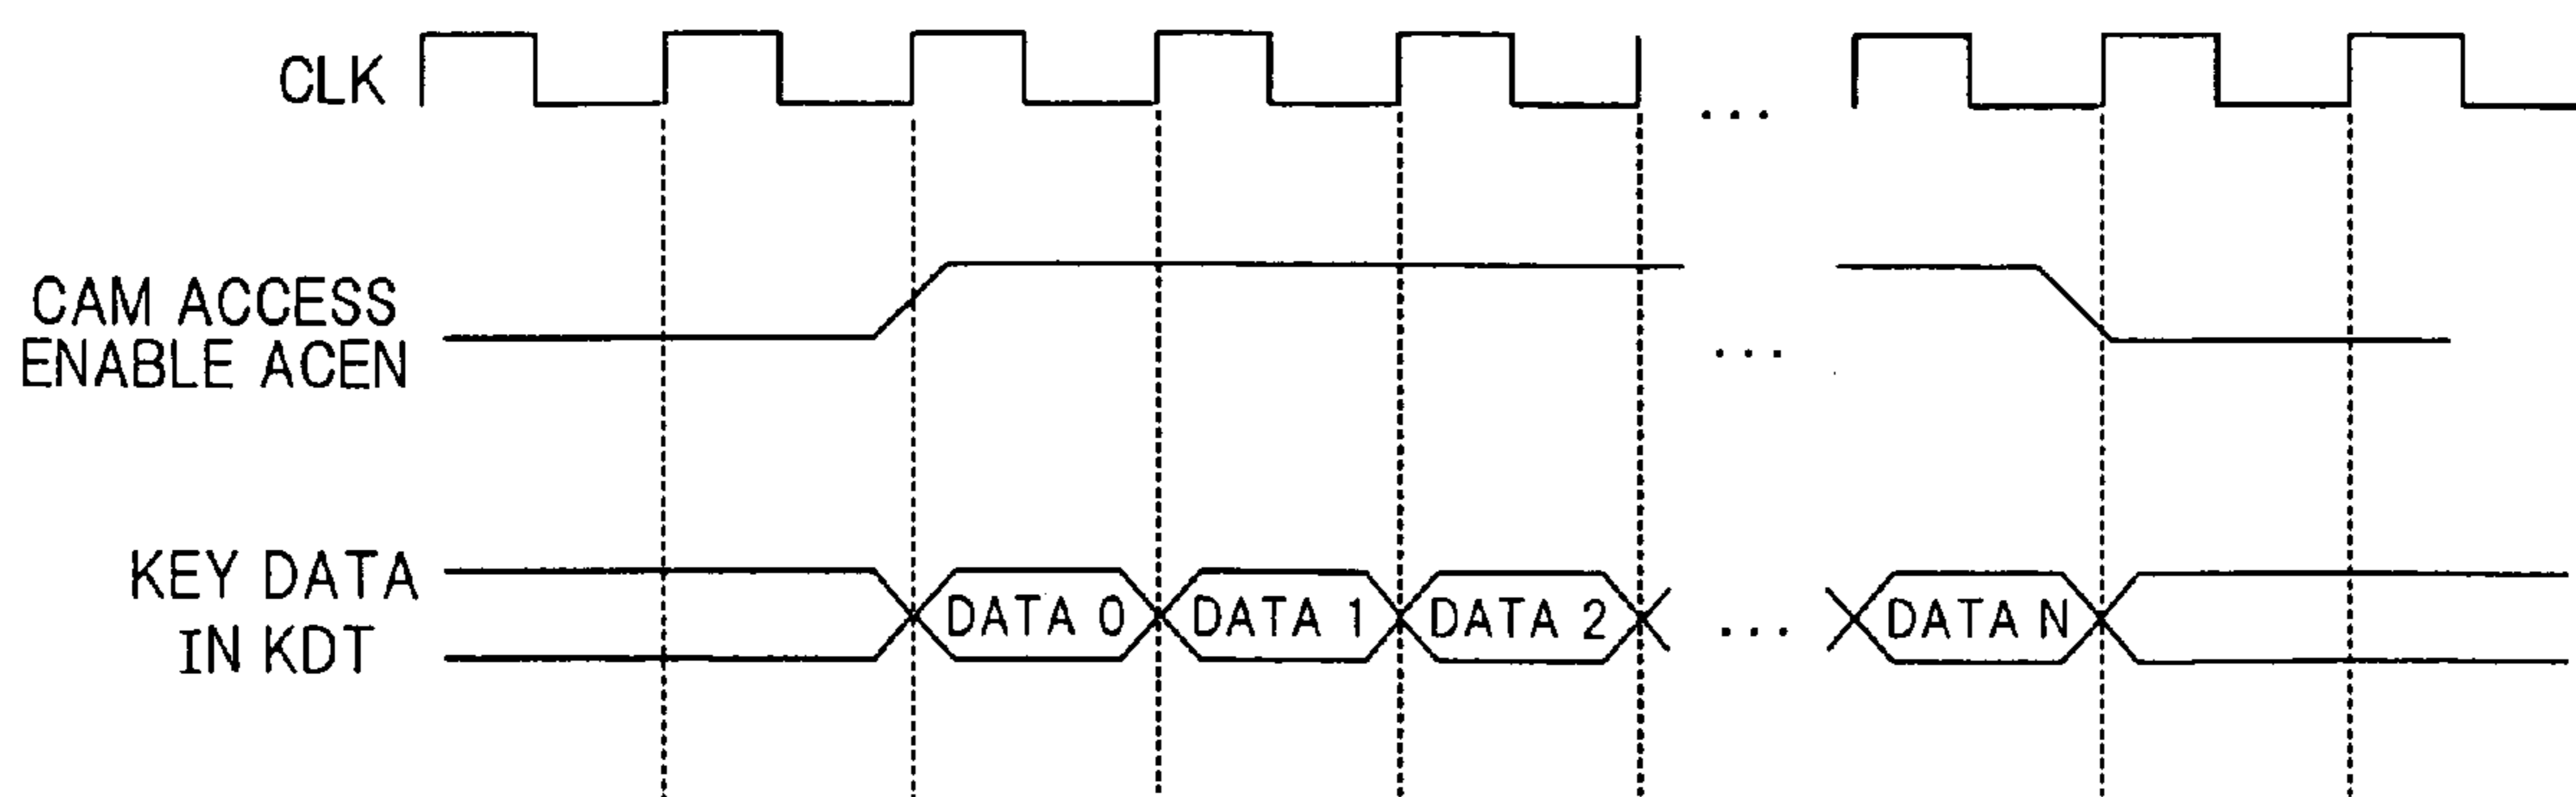 CLK
...
CAM ACCESS
ENABLE ACEN
...
KEY DATA
IN KDT
DATA 0
DATA 1
DATA 2
...
DATA N